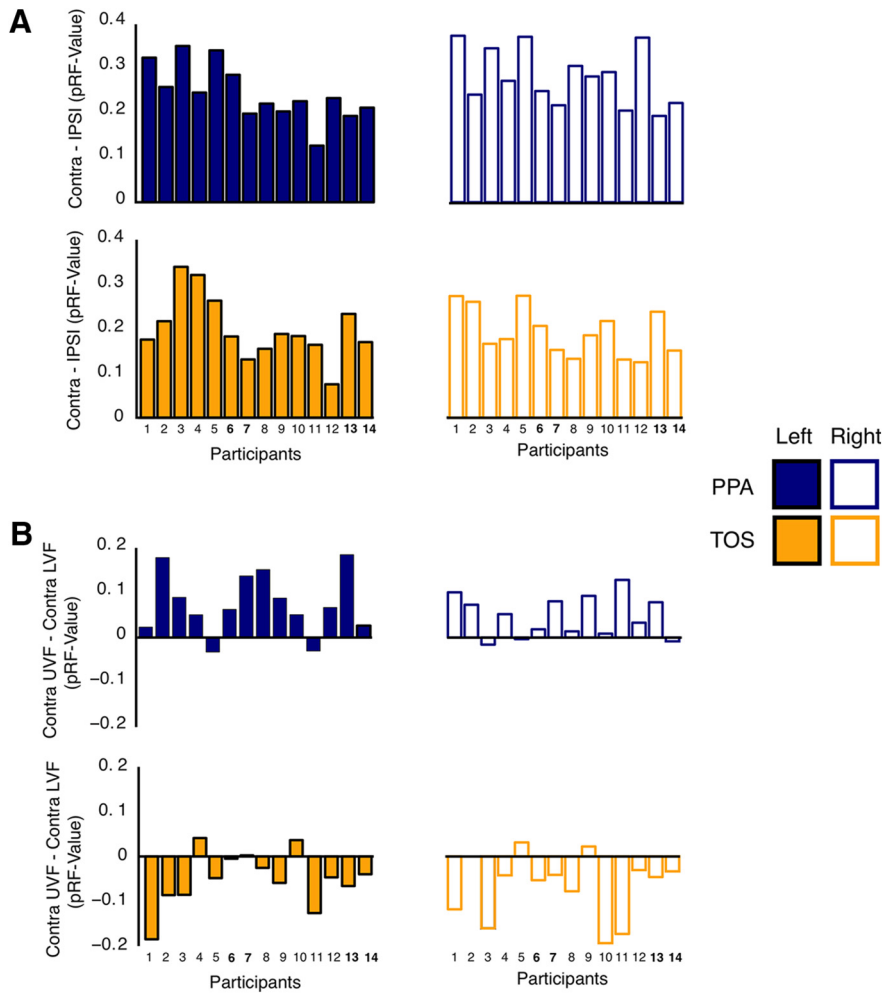 A
Contra - IPSI (pRF-Value)
0.4
0.3
0.2
0.1
0
Contra - IPSI (pRF-Value)
0.4
0.3
0.2
0.1
0
1 2 3 4 5 6 7 8 9 10 11 12 13 14
Participants
1 2 3 4 5 6 7 8 9 10 11 12 13 14
Participants
Left Right
PPA
TOS
B
Contra UVF - Contra LVF
(pRF-Value)
0.2
0.1
0
−0.1
−0.2
Contra UVF - Contra LVF
(pRF-Value)
0.2
0.1
0
−0.1
−0.2
1 2 3 4 5 6 7 8 9 10 11 12 13 14
Participants
1 2 3 4 5 6 7 8 9 10 11 12 13 14
Participants